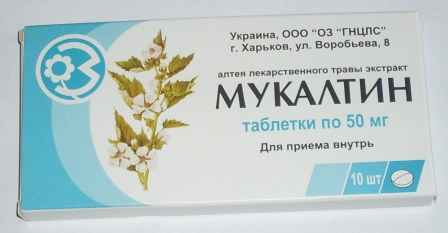 Украина, ООО "ОЗ "ГНЦЛС"
г. Харьков, ул. Воробьева, 8
алтея лекарственного травы экстракт
МУКАЛТИН
таблетки по 50 мг
Для приема внутрь
10 шт